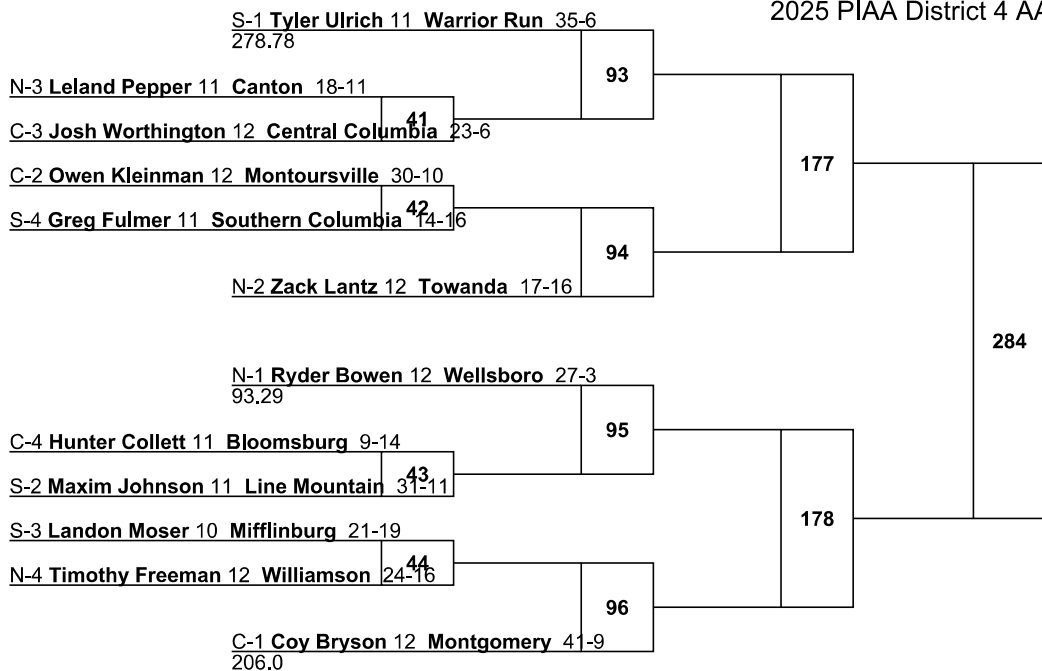 2025 PIAA District 4 AA
S-1 Tyler Ulrich 11 Warrior Run 35-6
278.78
93
N-3 Leland Pepper 11 Canton 18-11
41
C-3 Josh Worthington 12 Central Columbia 23-6
177
C-2 Owen Kleinman 12 Montoursville 30-10
42
S-4 Greg Fulmer 11 Southern Columbia 14-16
94
N-2 Zack Lantz 12 Towanda 17-16
284
N-1 Ryder Bowen 12 Wellsboro 27-3
93.29
95
C-4 Hunter Collett 11 Bloomsburg 9-14
43
S-2 Maxim Johnson 11 Line Mountain 31-11
178
S-3 Landon Moser 10 Mifflinburg 21-19
44
N-4 Timothy Freeman 12 Williamson 24-16
96
C-1 Coy Bryson 12 Montgomery 41-9
206.0